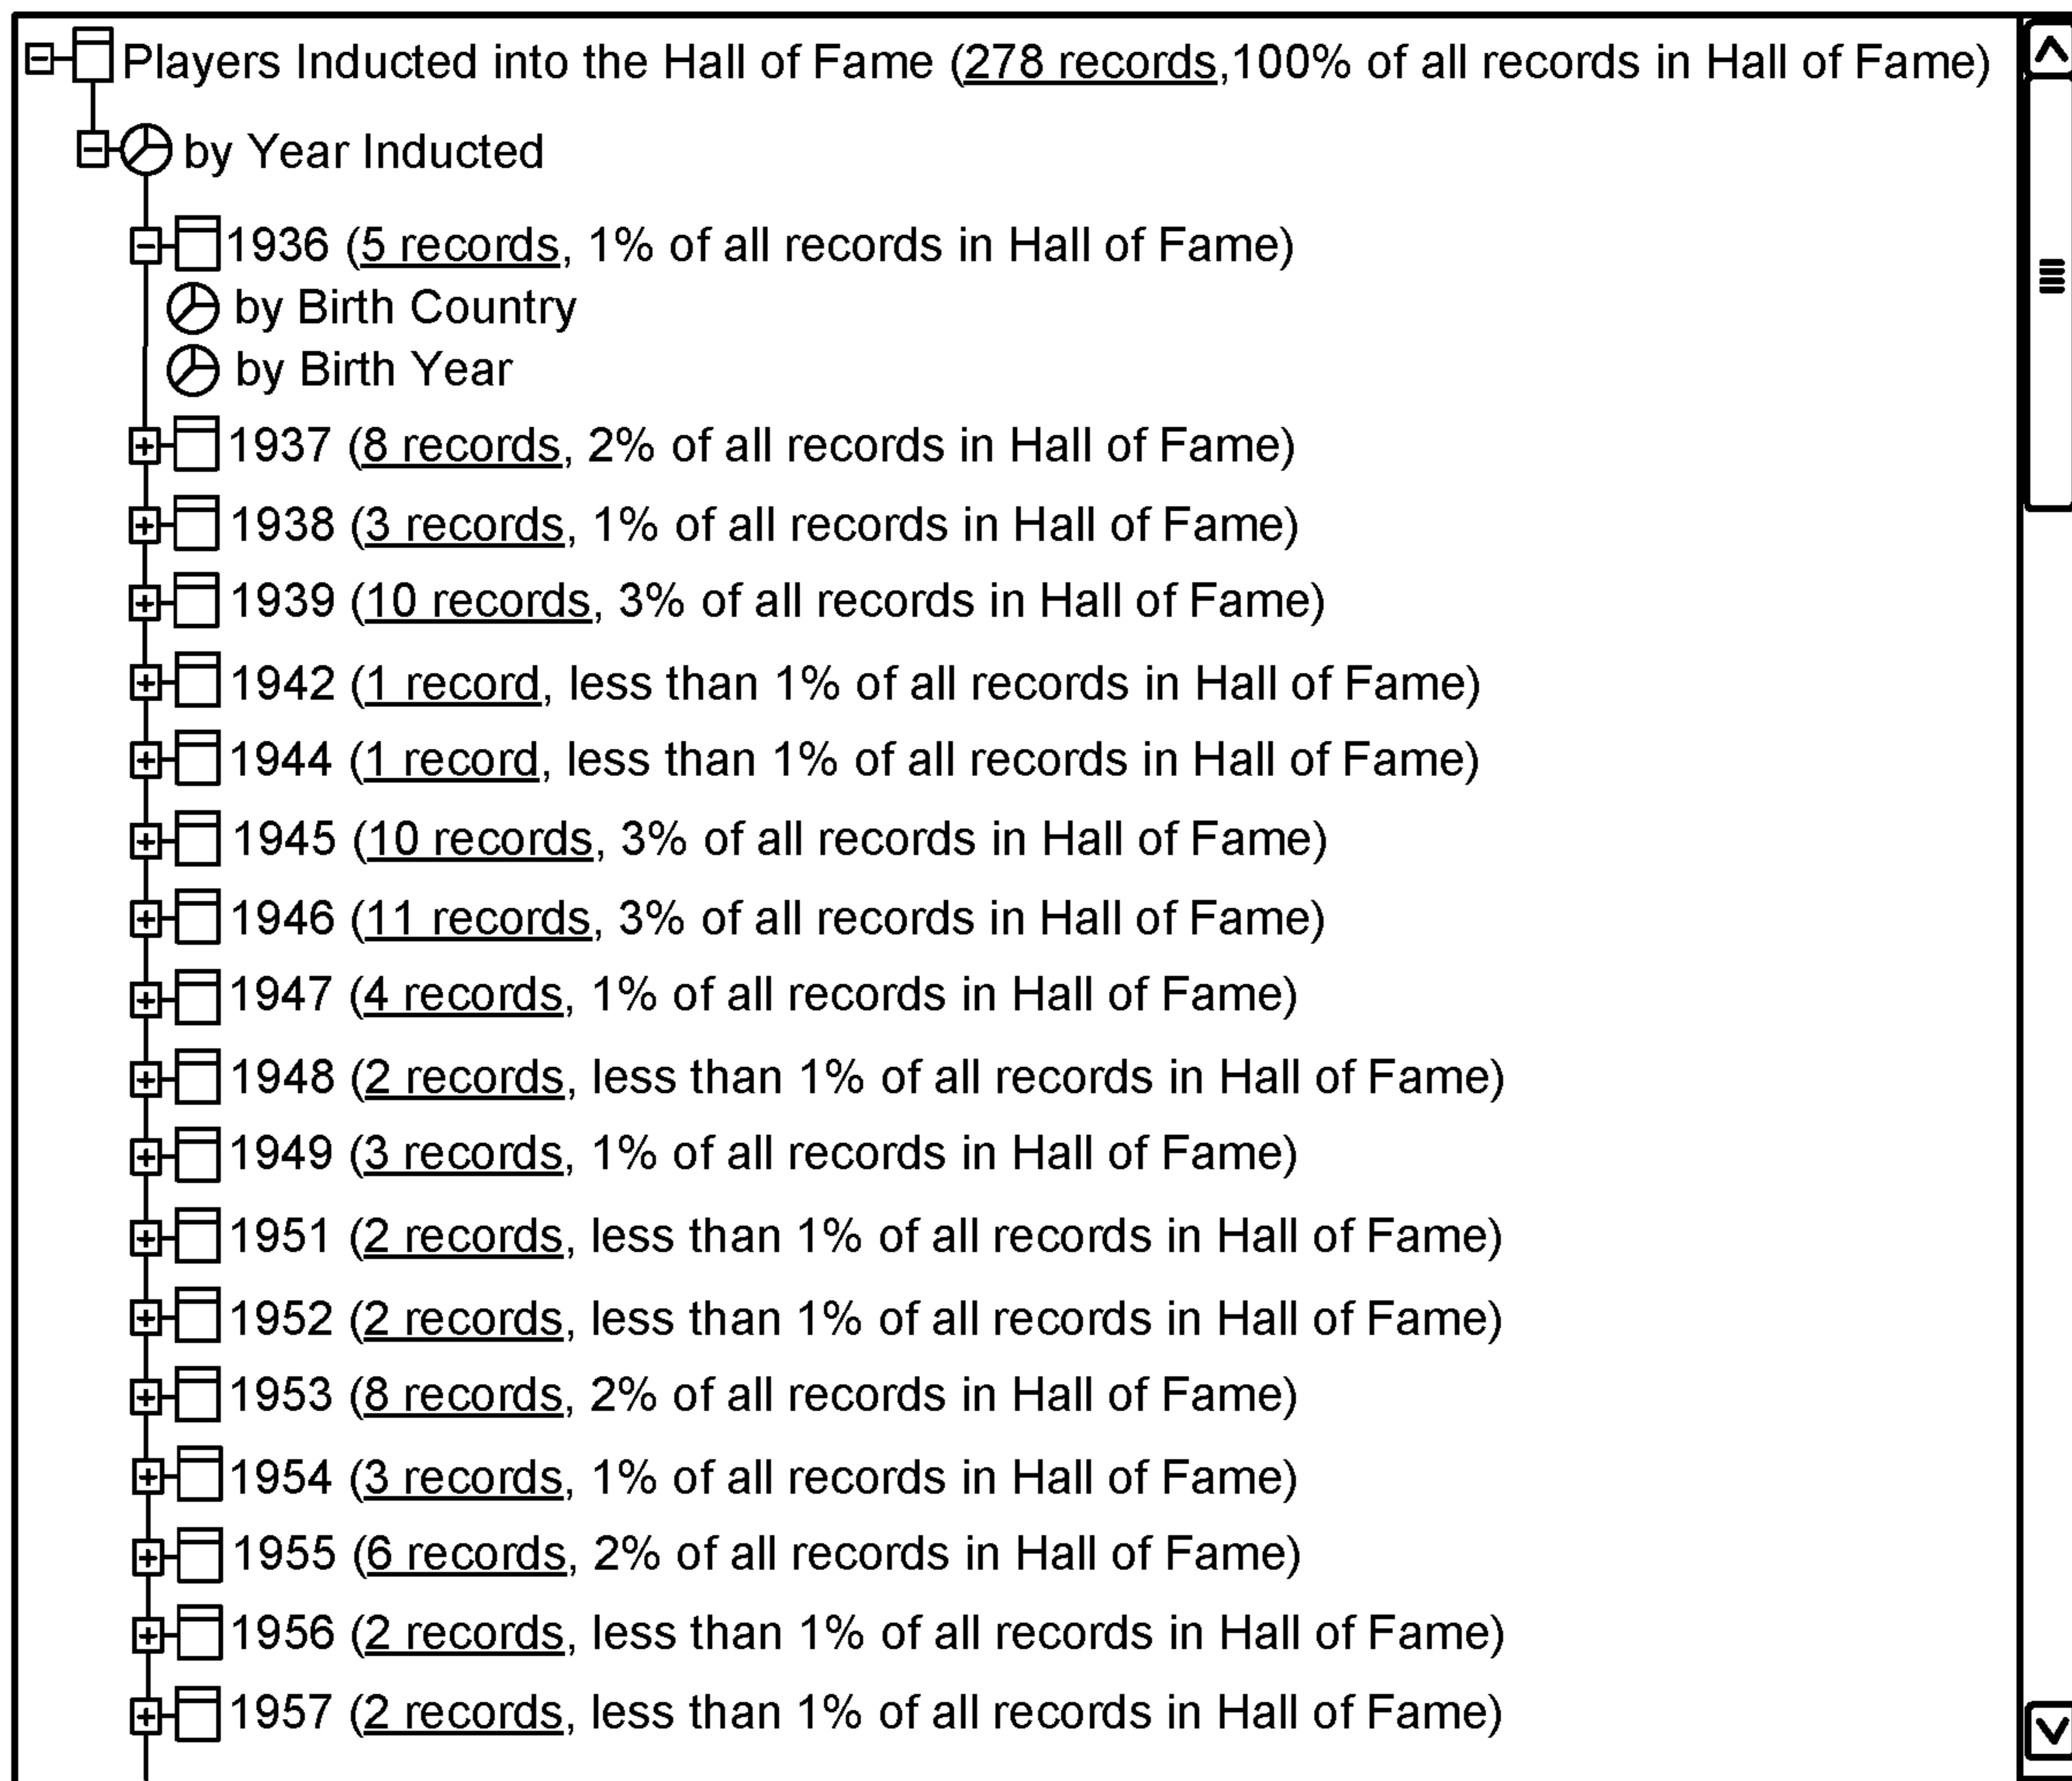 Players Inducted into the Hall of Fame (278 records,100% of all records in Hall of Fame)
by Year Inducted
1936 (5 records, 1% of all records in Hall of Fame)
by Birth Country
by Birth Year
1937 (8 records, 2% of all records in Hall of Fame)
1938 (3 records, 1% of all records in Hall of Fame)
1939 (10 records, 3% of all records in Hall of Fame)
1942 (1 record, less than 1% of all records in Hall of Fame)
1944 (1 record, less than 1% of all records in Hall of Fame)
1945 (10 records, 3% of all records in Hall of Fame)
1946 (11 records, 3% of all records in Hall of Fame)
1947 (4 records, 1% of all records in Hall of Fame)
1948 (2 records, less than 1% of all records in Hall of Fame)
1949 (3 records, 1% of all records in Hall of Fame)
1951 (2 records, less than 1% of all records in Hall of Fame)
1952 (2 records, less than 1% of all records in Hall of Fame)
1953 (8 records, 2% of all records in Hall of Fame)
1954 (3 records, 1% of all records in Hall of Fame)
1955 (6 records, 2% of all records in Hall of Fame)
1956 (2 records, less than 1% of all records in Hall of Fame)
1957 (2 records, less than 1% of all records in Hall of Fame)